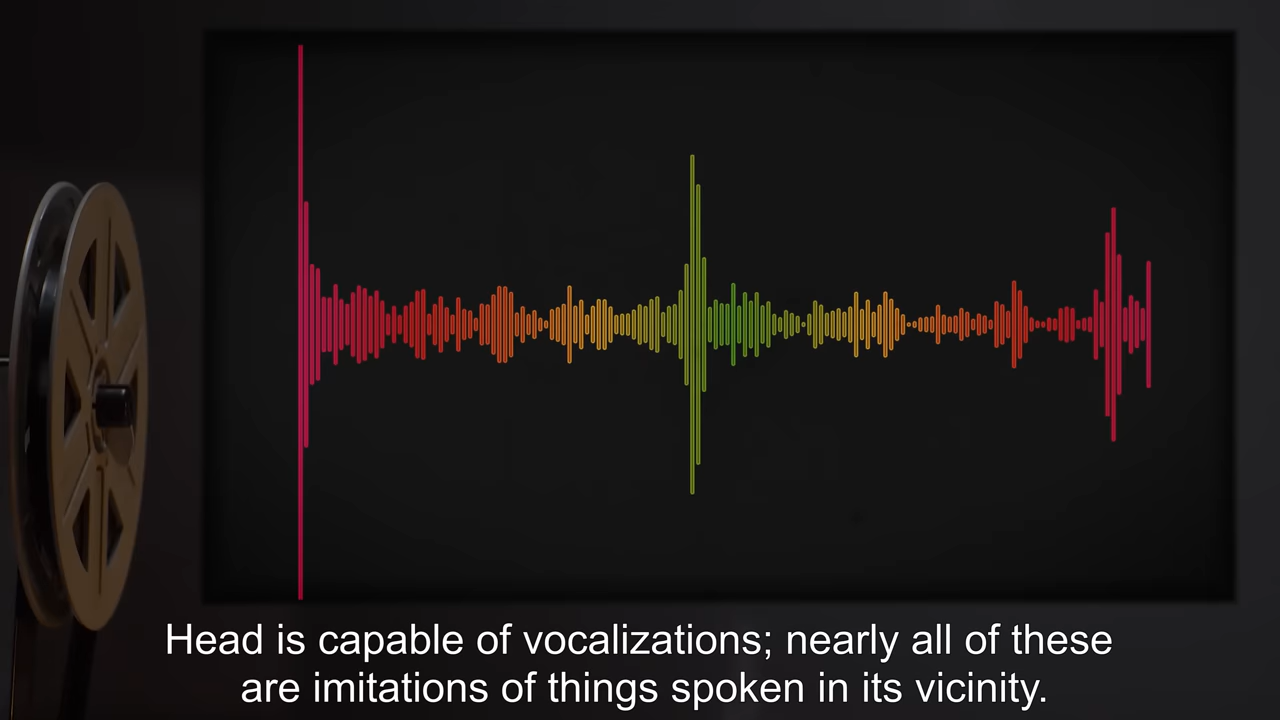 Head is capable of vocalizations; nearly all of these
are imitations of things spoken in its vicinity.